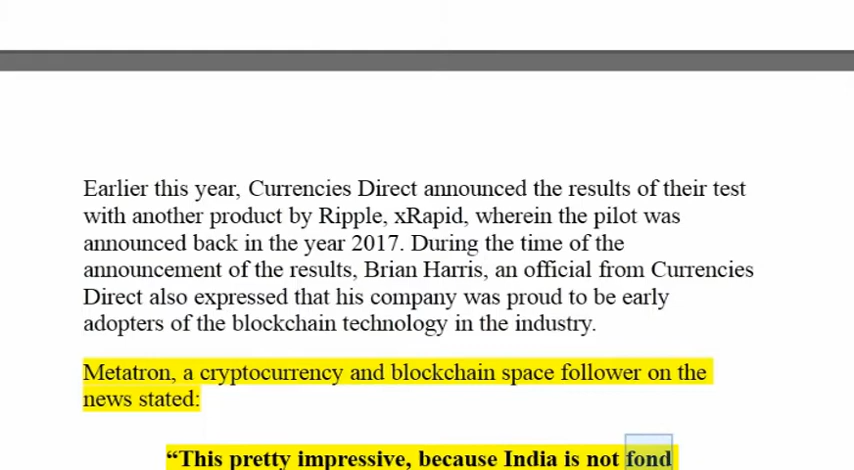 Earlier this year, Currencies Direct announced the results of their test
with another product by Ripple, xRapid, wherein the pilot was
announced back in the year 2017. During the time of the
announcement of the results, Brian Harris, an official from Currencies
Direct also expressed that his company was proud to be early
adopters of the blockchain technology in the industry.
Metatron, a cryptocurrency and blockchain space follower on the
news stated:
“This pretty impressive, because India is not fond